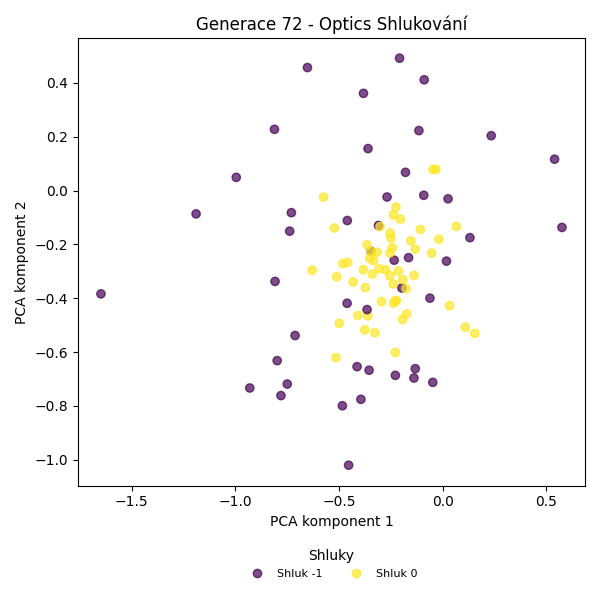 Generace 72 - Optics Shlukování
PCA komponent 2
0.4
0.2
0.0
−0.2
−0.4
−0.6
−0.8
−1.0
−1.5
−1.0
−0.5
0.0
0.5
PCA komponent 1
Shluky
Shluk -1
Shluk 0